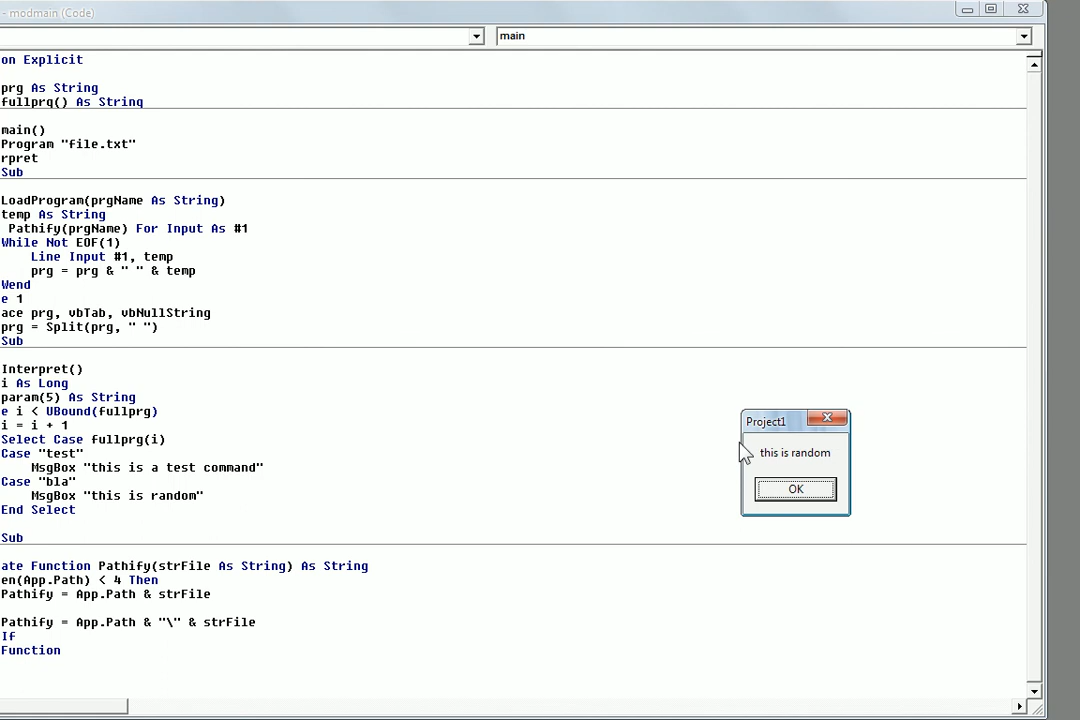 - modmain (Code)
main
on Explicit
prg As String
fullprg() As String
main()
Program "file.txt"
rpret
Sub
LoadProgram(prgName As String)
temp As String
Pathify(prgName) For Input As #1
While Not EOF(1)
Line Input #1, temp
prg = prg & " " & temp
Wend
e 1
ace prg, vbTab, vbNullString
prg = Split(prg, " ")
Sub
Interpret()
i As Long
param(5) As String
e i < UBound(fullprg)
i = i + 1
Select Case fullprg(i)
Case "test"
MsgBox "this is a test command"
Case "bla"
MsgBox "this is random"
End Select
Sub
Project1
this is random
OK
ate Function Pathify(strFile As String) As String
en(App.Path) < 4 Then
Pathify = App.Path & strFile
Pathify = App.Path & "\" & strFile
If
Function